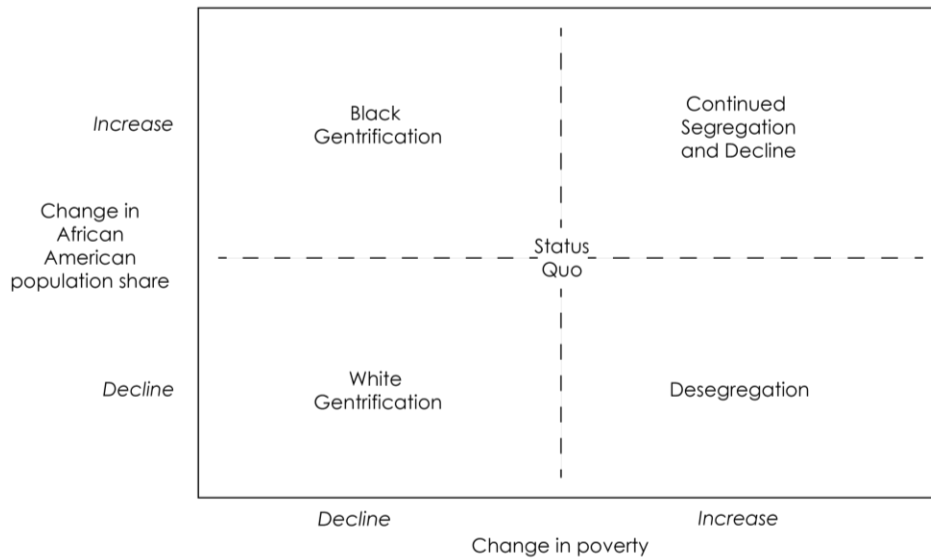 Increase
Black
Gentrification
Continued
Segregation
and Decline
Change in
African
American
population share
Status
Quo
Decline
White
Gentrification
Desegregation
Decline
Increase
Change in poverty